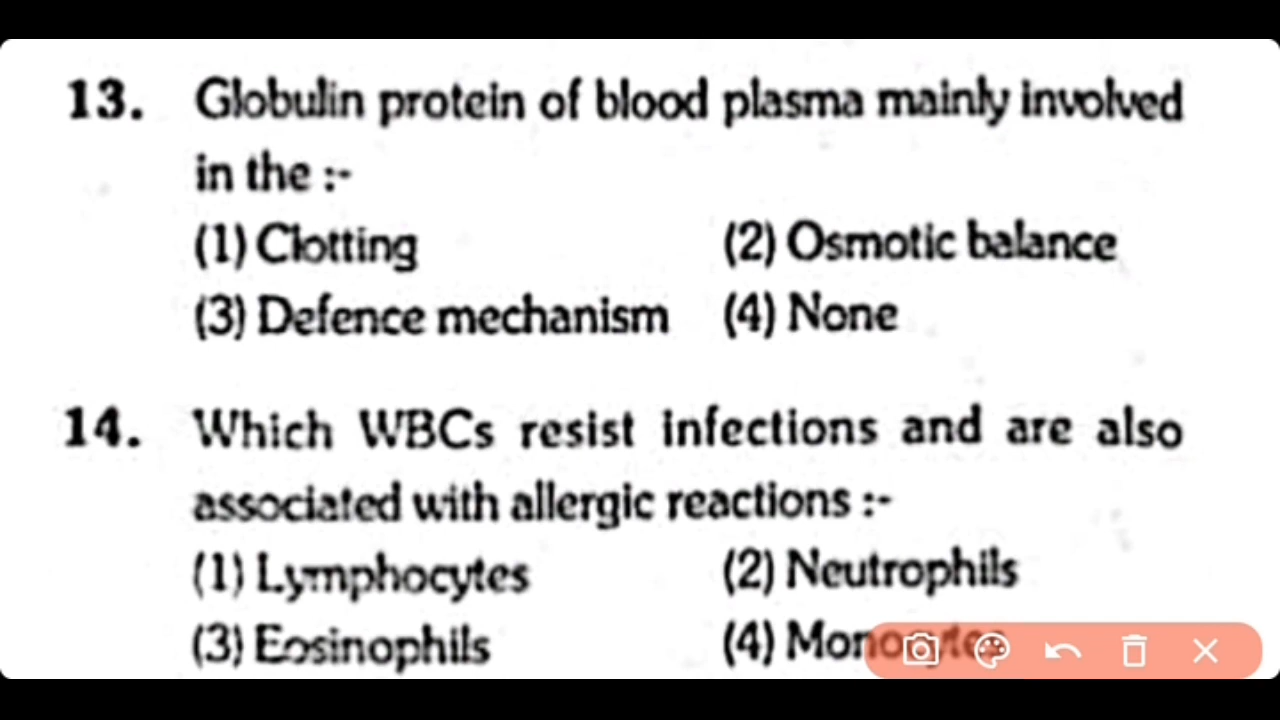 13. Globulin protein of blood plasma mainly involved
in the :-
(1) Clotting (2) Osmotic balance
(3) Defence mechanism (4) None
14. Which WBCs resist infections and are also
associated with allergic reactions :-
(1) Lymphocytes (2) Neutrophils
(3) Eosinophils (4) Monocytes